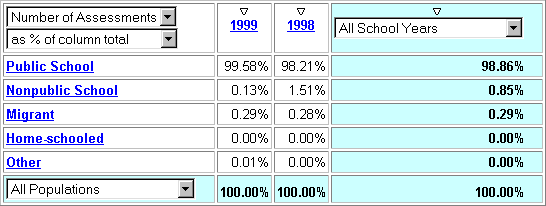 Number of Assessments
as % of column total
1999 1998 All School Years
Public School 99.58% 98.21% 98.86%
Nonpublic School 0.13% 1.51% 0.85%
Migrant 0.29% 0.28% 0.29%
Home-schooled 0.00% 0.00% 0.00%
Other 0.01% 0.00% 0.00%
All Populations 100.00% 100.00% 100.00%